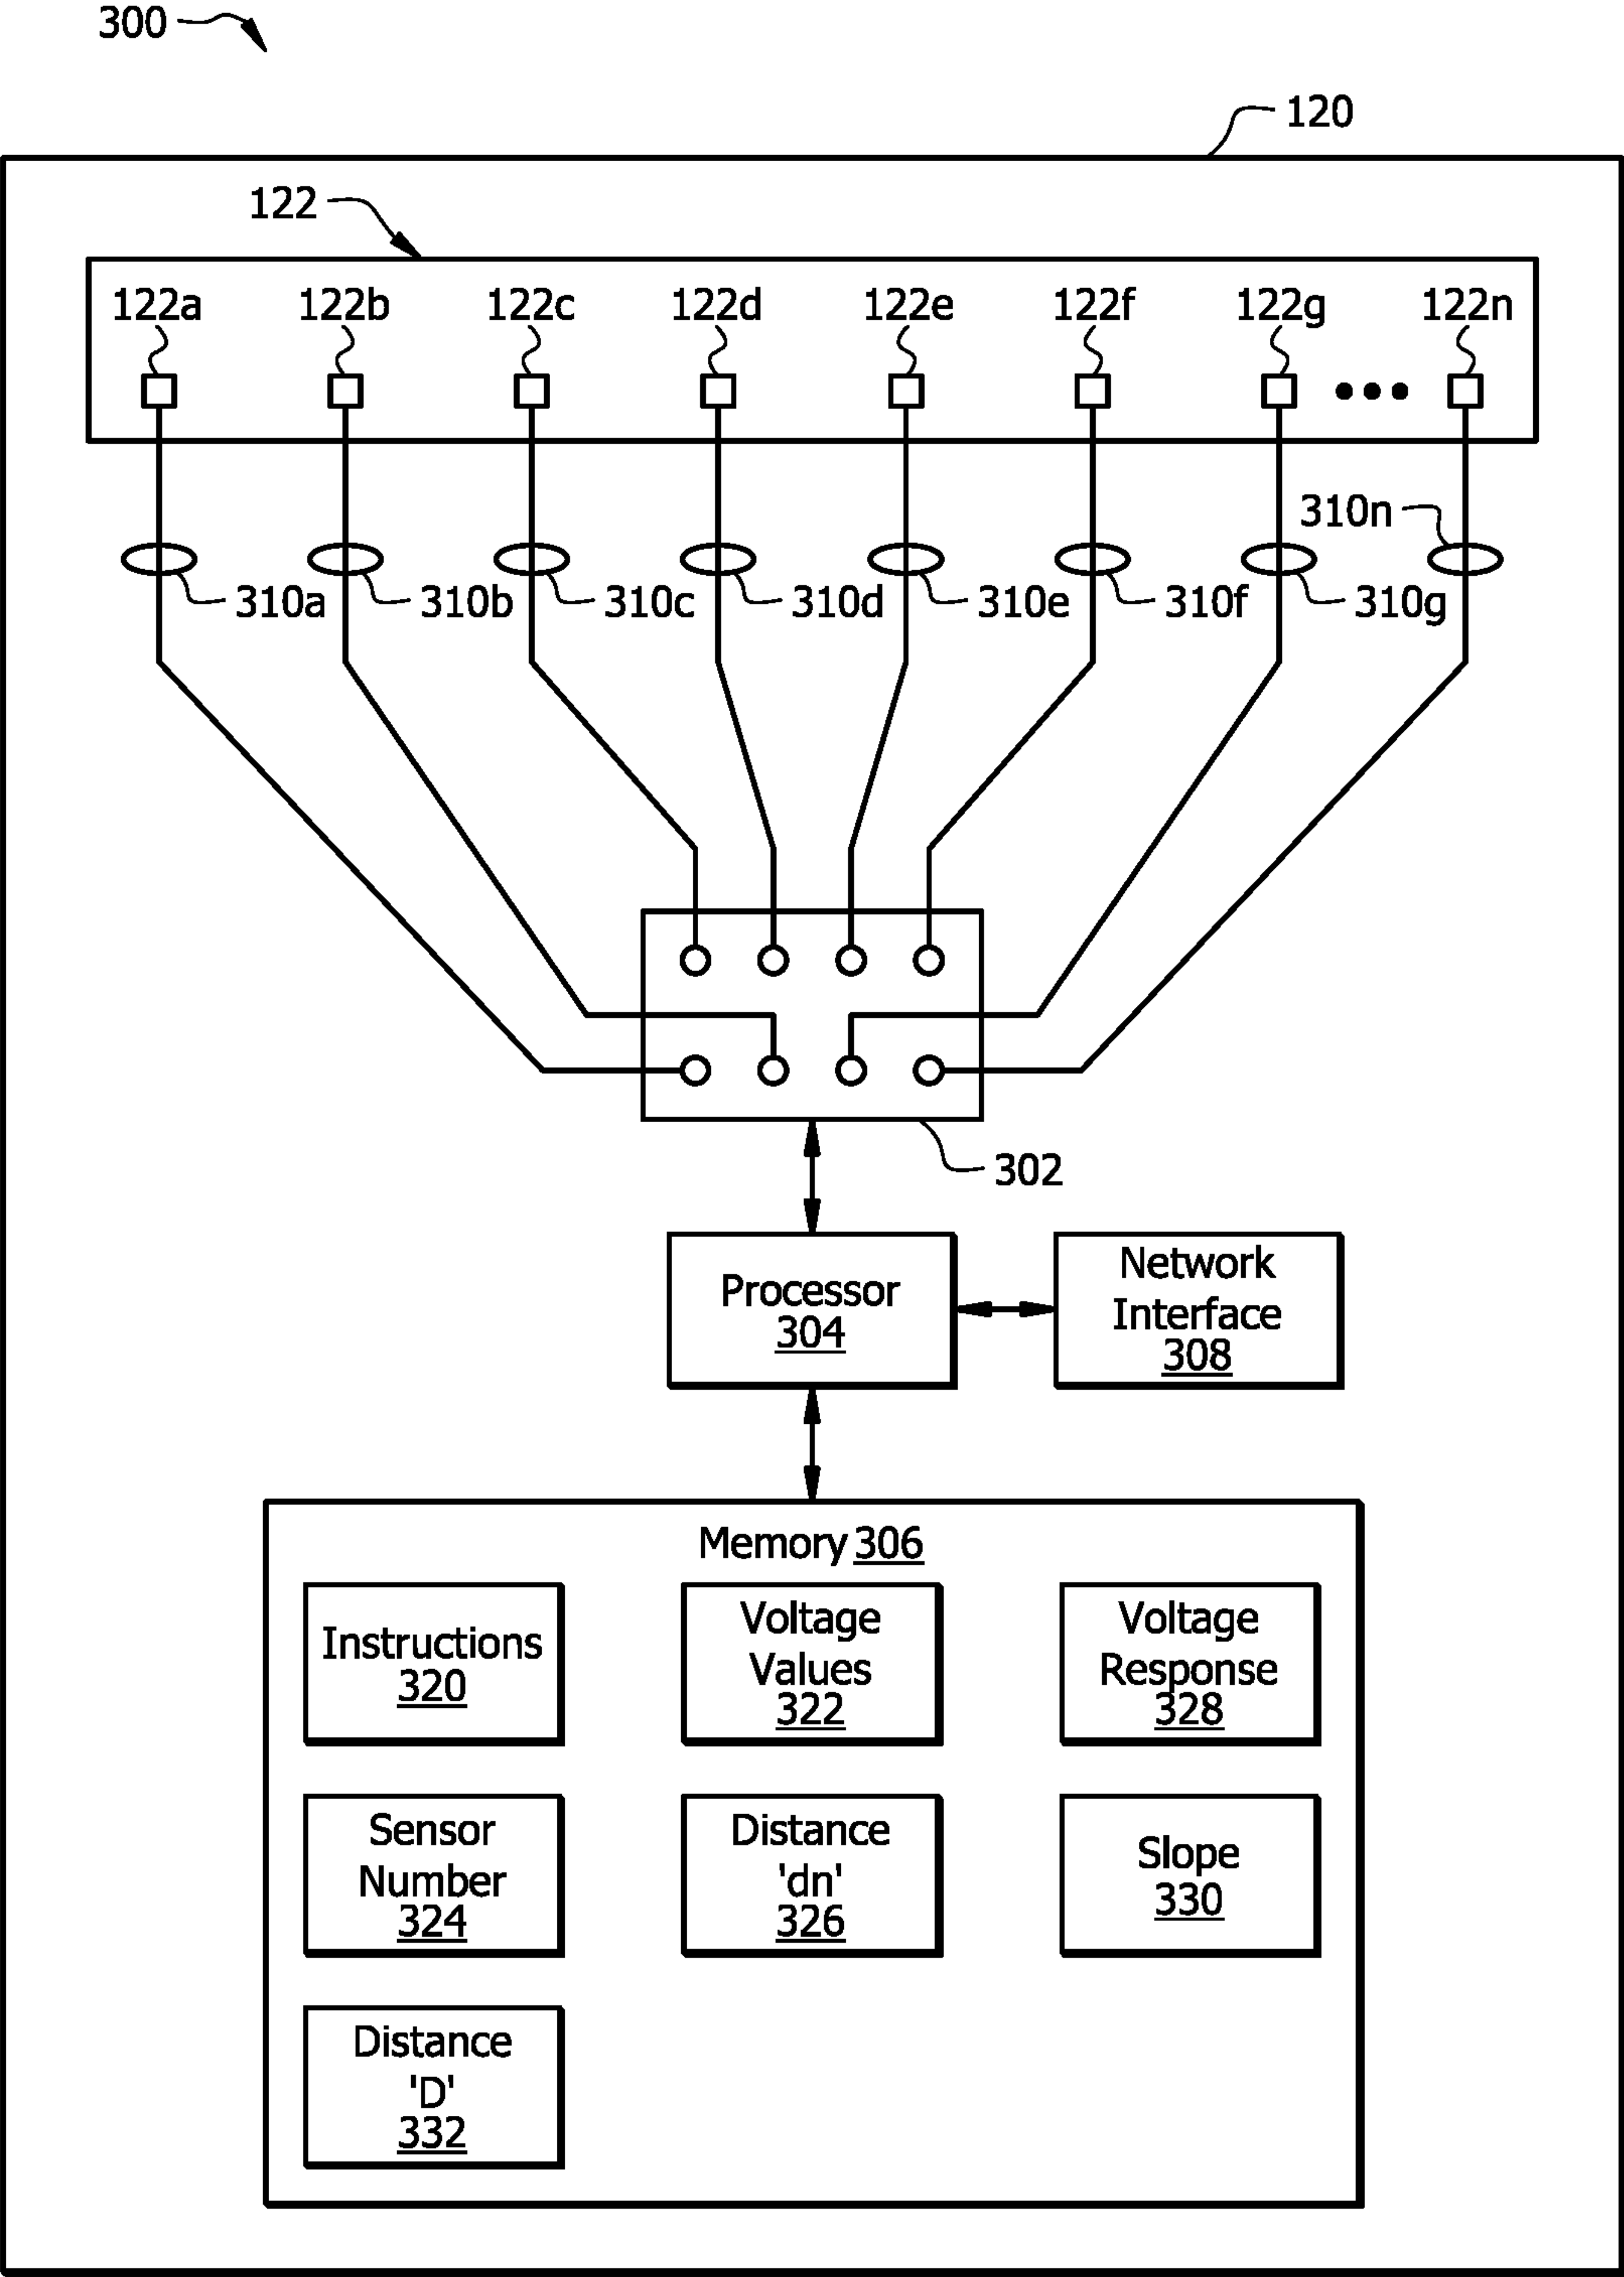 300
120
122
122a 122b 122c 122d 122e 122f 122g 122n
310n
310a 310b 310c 310d 310e 310f 310g
302
Processor
304
Network
Interface
308
Memory 306
Instructions
320
Voltage
Values
322
Voltage
Response
328
Sensor
Number
324
Distance
'dn'
326
Slope
330
Distance
'D'
332